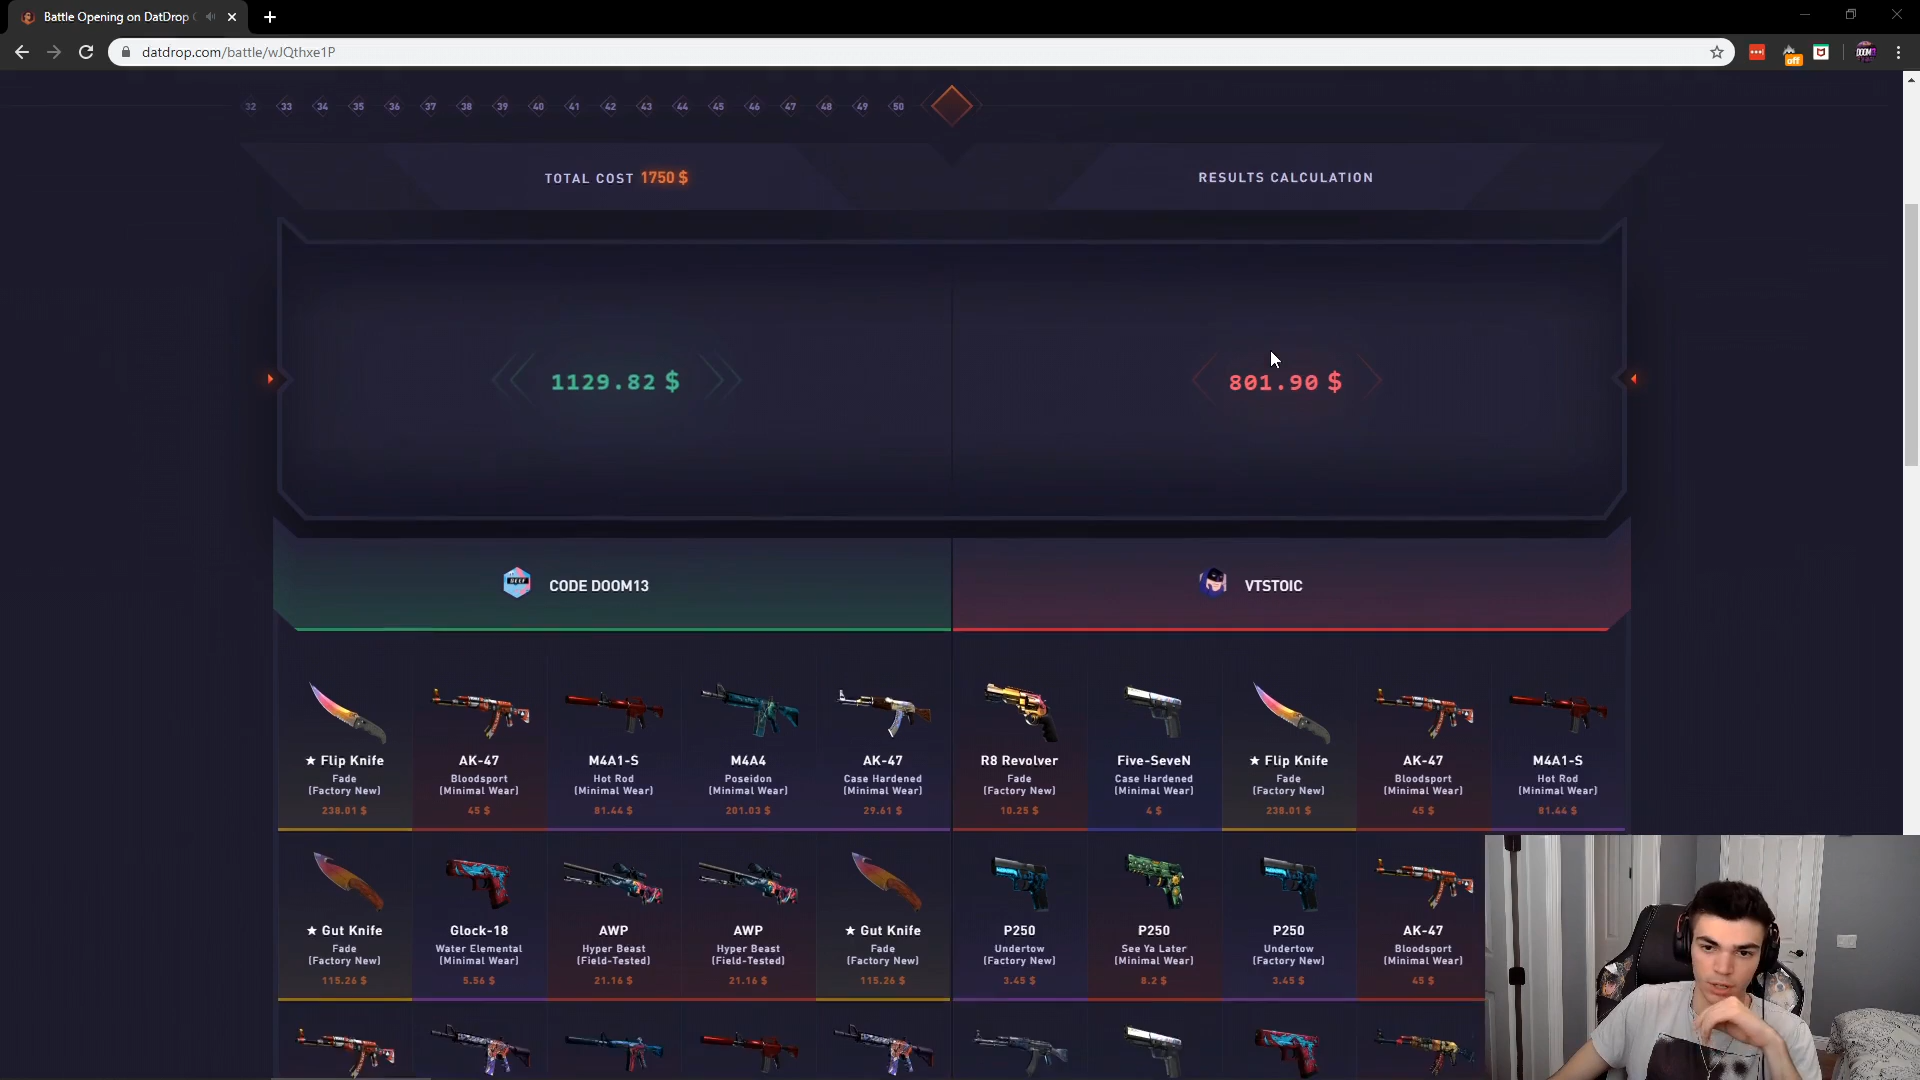 Battle Opening on DatDrop
datdrop.com/battle/wJQthxe1P
off
32 33 34 35 36 37 38 39 40 41 42 43 44 45 46 47 48 49 50
TOTAL COST 1750 $
RESULTS CALCULATION
1129.82 $
801.90 $
CODE DOOM13
VTSTOIC
★ Flip Knife AK-47 M4A1-S M4A4 AK-47 R8 Revolver Five-SeveN ★ Flip Knife AK-47 M4A1-S
Fade Bloodsport Hot Rod Poseidon Case Hardened Fade Case Hardened Fade Bloodsport Hot Rod
(Factory New) (Minimal Wear) (Minimal Wear) (Minimal Wear) (Minimal Wear) (Factory New) (Minimal Wear) (Factory New) (Minimal Wear) (Minimal Wear)
238.01 $ 45 $ 81.44 $ 201.03 $ 29.61 $ 10.25 $ 4 $ 238.01 $ 45 $ 81.44 $
★ Gut Knife Glock-18 AWP AWP ★ Gut Knife P250 P250 P250 AK-47
Fade Water Elemental Hyper Beast Hyper Beast Fade Undertow See Ya Later Undertow Bloodsport
(Factory New) (Minimal Wear) (Field-Tested) (Field-Tested) (Factory New) (Factory New) (Minimal Wear) (Factory New) (Minimal Wear)
115.26 $ 5.56 $ 21.16 $ 21.16 $ 115.26 $ 3.45 $ 8.2 $ 3.45 $ 45 $